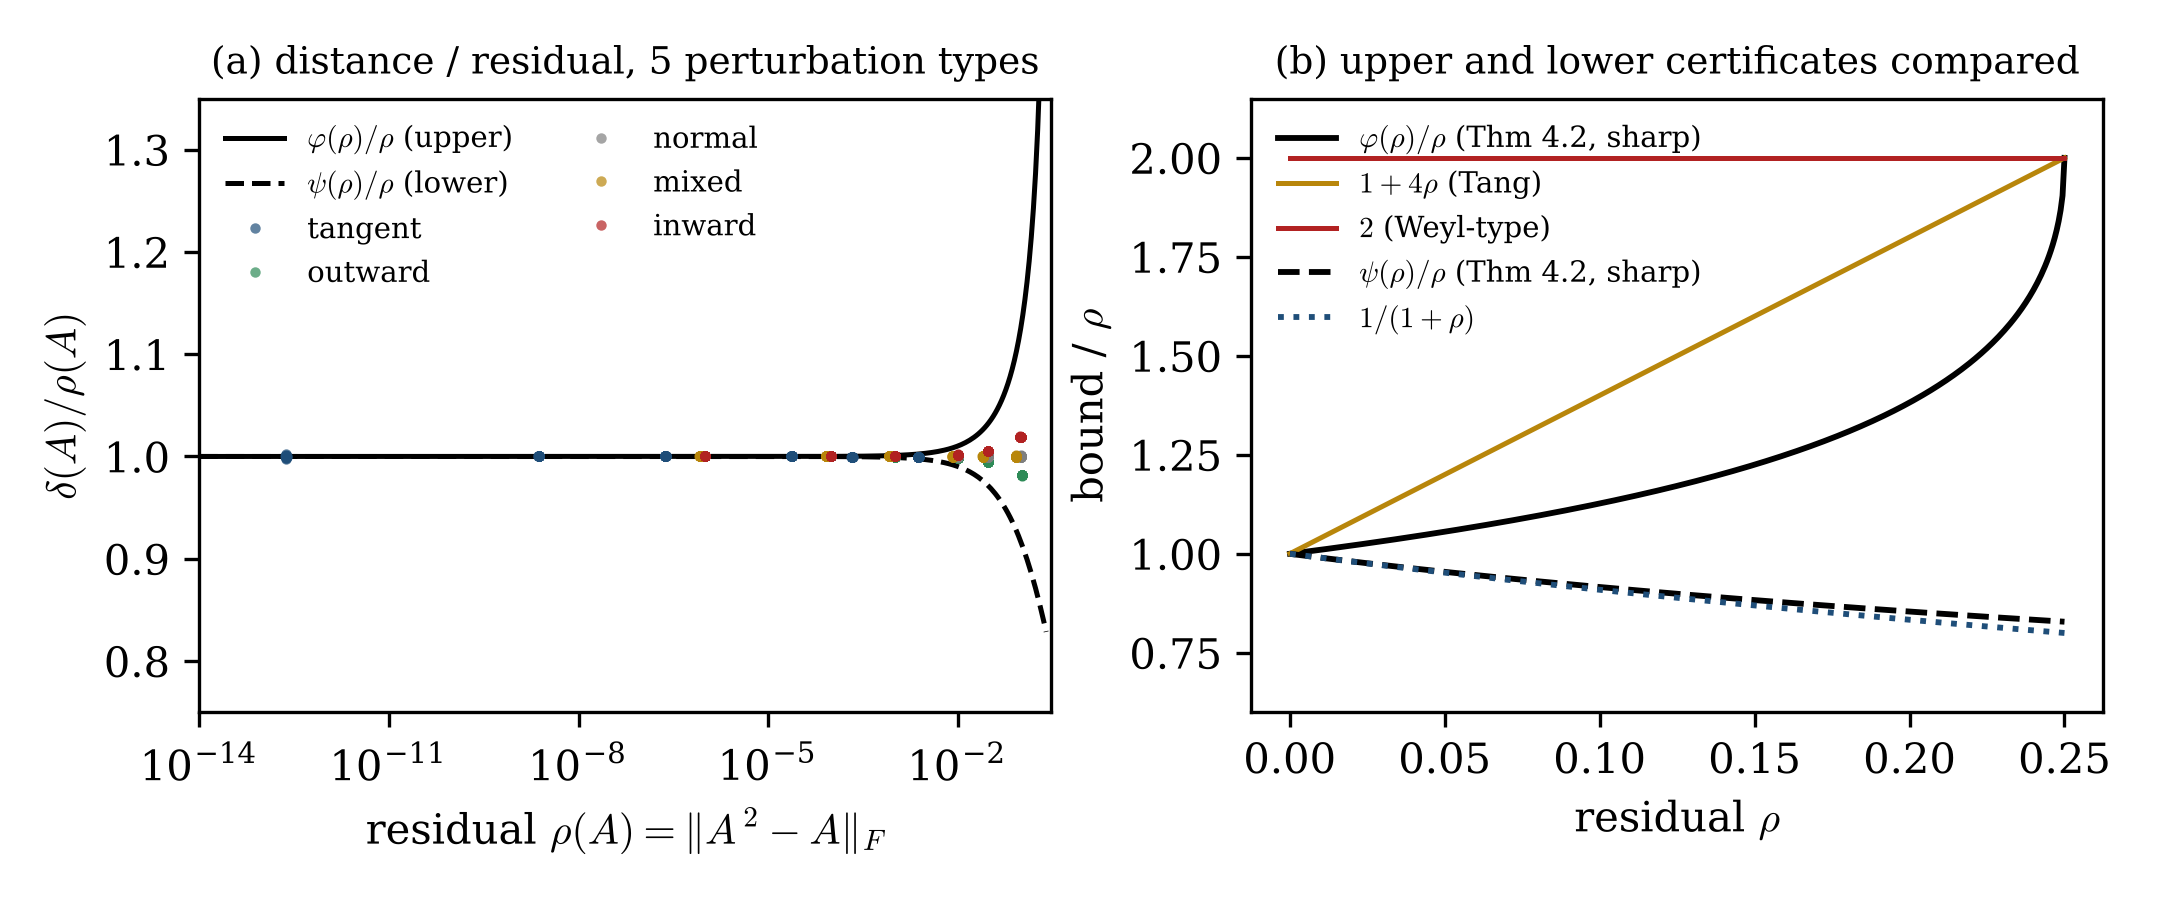 (a) distance / residual, 5 perturbation types
φ(ρ)/ρ (upper)
ψ(ρ)/ρ (lower)
tangent
outward
normal
mixed
inward
δ(A)/ρ(A)
1.3
1.2
1.1
1.0
0.9
0.8
10⁻¹⁴ 10⁻¹¹ 10⁻⁸ 10⁻⁵ 10⁻²
residual ρ(A) = ‖A² − A‖_F
(b) upper and lower certificates compared
φ(ρ)/ρ (Thm 4.2, sharp)
1 + 4ρ (Tang)
2 (Weyl-type)
ψ(ρ)/ρ (Thm 4.2, sharp)
1/(1 + ρ)
bound / ρ
2.00
1.75
1.50
1.25
1.00
0.75
0.00 0.05 0.10 0.15 0.20 0.25
residual ρ